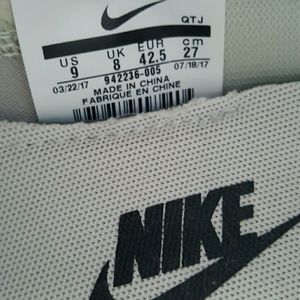 QTJ
US UK EUR cm
9 8 42.5 27
03/22/17 07/18/17
942236-005
MADE IN CHINA
FABRIQUE EN CHINE
NIKE